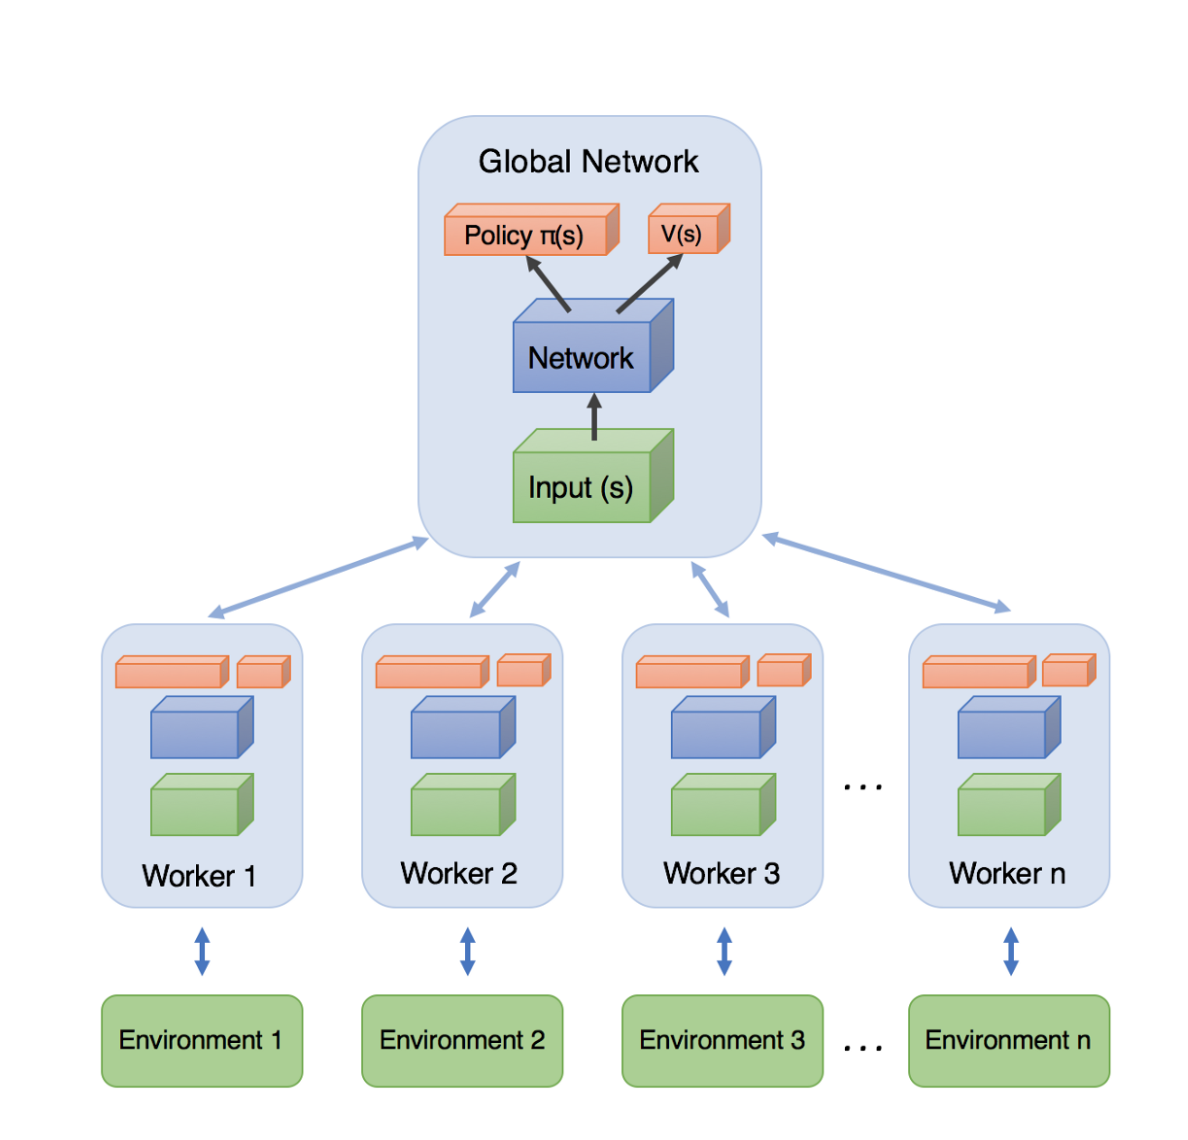 Global Network
Policy π(s)
V(s)
Network
Input (s)
Worker 1
Worker 2
Worker 3
...
Worker n
Environment 1
Environment 2
Environment 3
...
Environment n